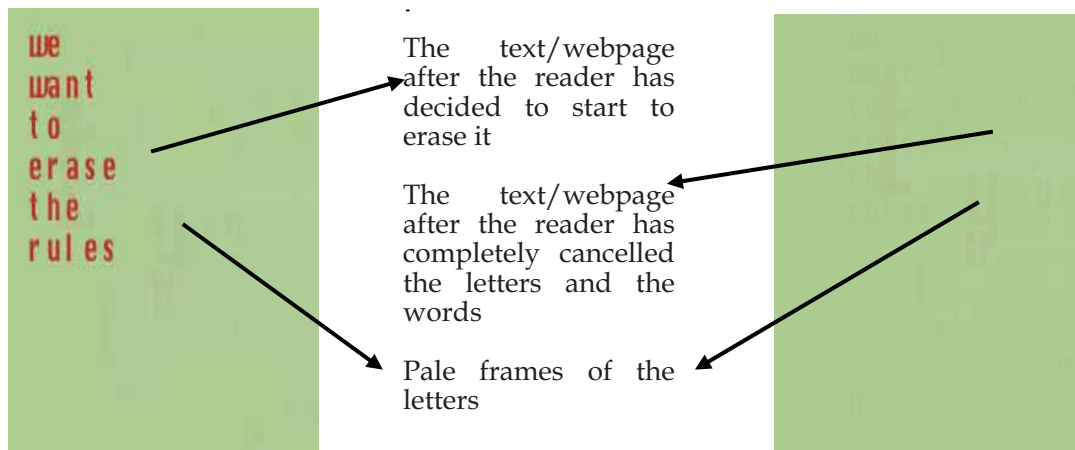 we
want
to
erase
the
rules
The text/webpage
after the reader has
decided to start to
erase it
The text/webpage
after the reader has
completely cancelled
the letters and the
words
Pale frames of the
letters